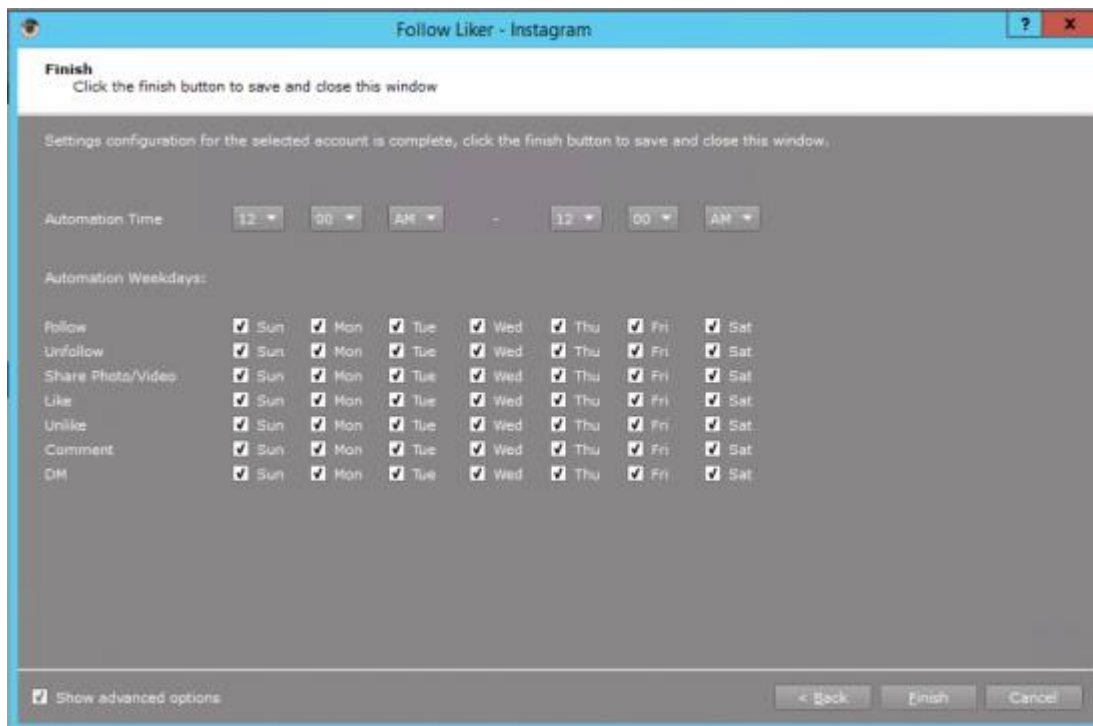 Follow Liker - Instagram
? X
Finish
Click the finish button to save and close this window
Settings configuration for the selected account is complete, click the finish button to save and close this window.
Automation Time 12 00 AM - 12 00 AM
Automation Weekdays:
Follow Sun Mon Tue Wed Thu Fri Sat
Unfollow Sun Mon Tue Wed Thu Fri Sat
Share Photo/Video Sun Mon Tue Wed Thu Fri Sat
Like Sun Mon Tue Wed Thu Fri Sat
Unlike Sun Mon Tue Wed Thu Fri Sat
Comment Sun Mon Tue Wed Thu Fri Sat
DM Sun Mon Tue Wed Thu Fri Sat
Show advanced options < Back Finish Cancel